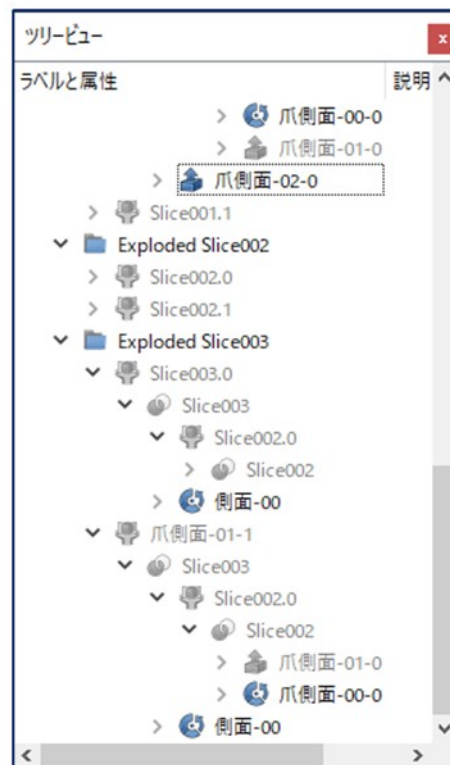 ツリービュー
x
ラベルと属性 説明
爪側面-00-0
爪側面-01-0
爪側面-02-0
Slice001.1
Exploded Slice002
Slice002.0
Slice002.1
Exploded Slice003
Slice003.0
Slice003
Slice002.0
Slice002
側面-00
爪側面-01-1
Slice003
Slice002.0
Slice002
爪側面-01-0
爪側面-00-0
側面-00